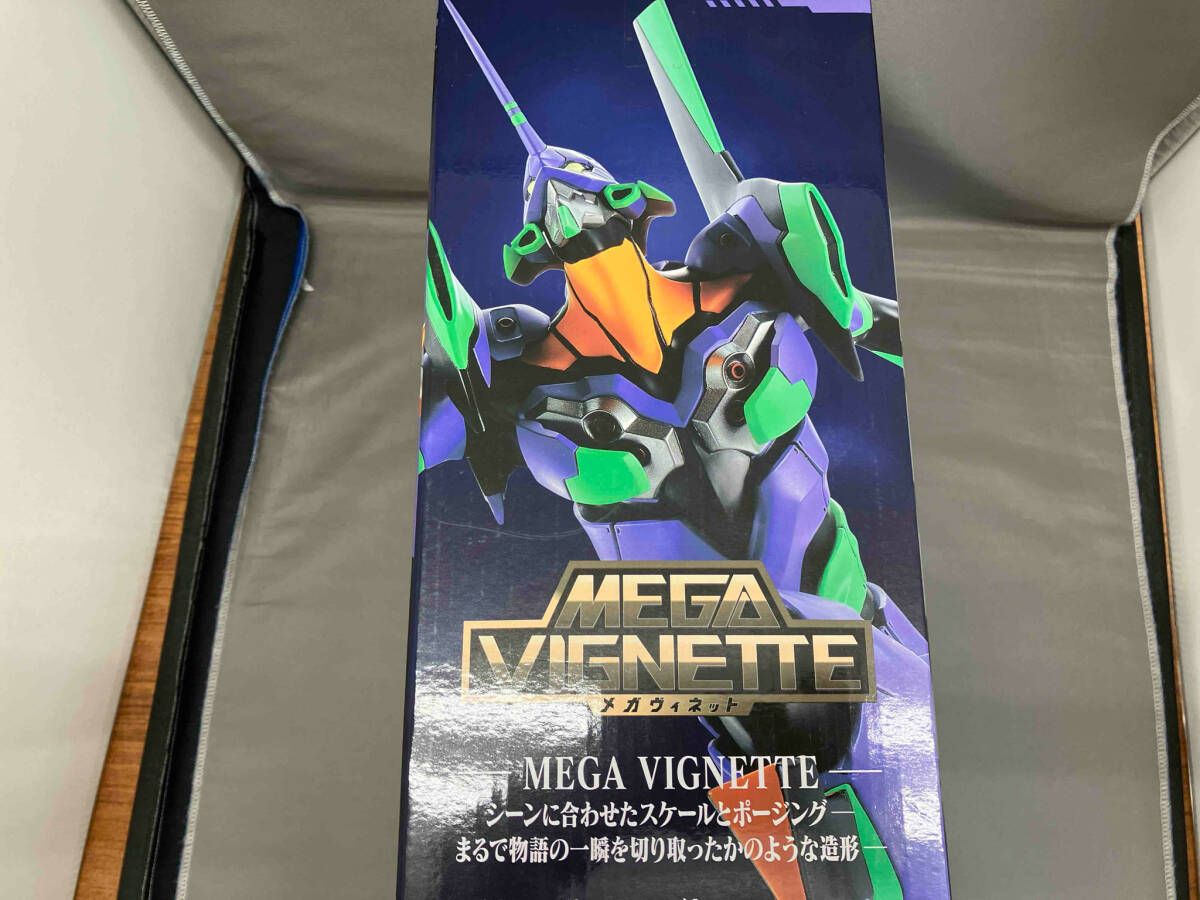 MEGA
VIGNETTE
メガヴィネット
MEGA VIGNETTE
シーンに合わせたスケールとポージング—
まるで物語の一瞬を切り取ったかのような造形—